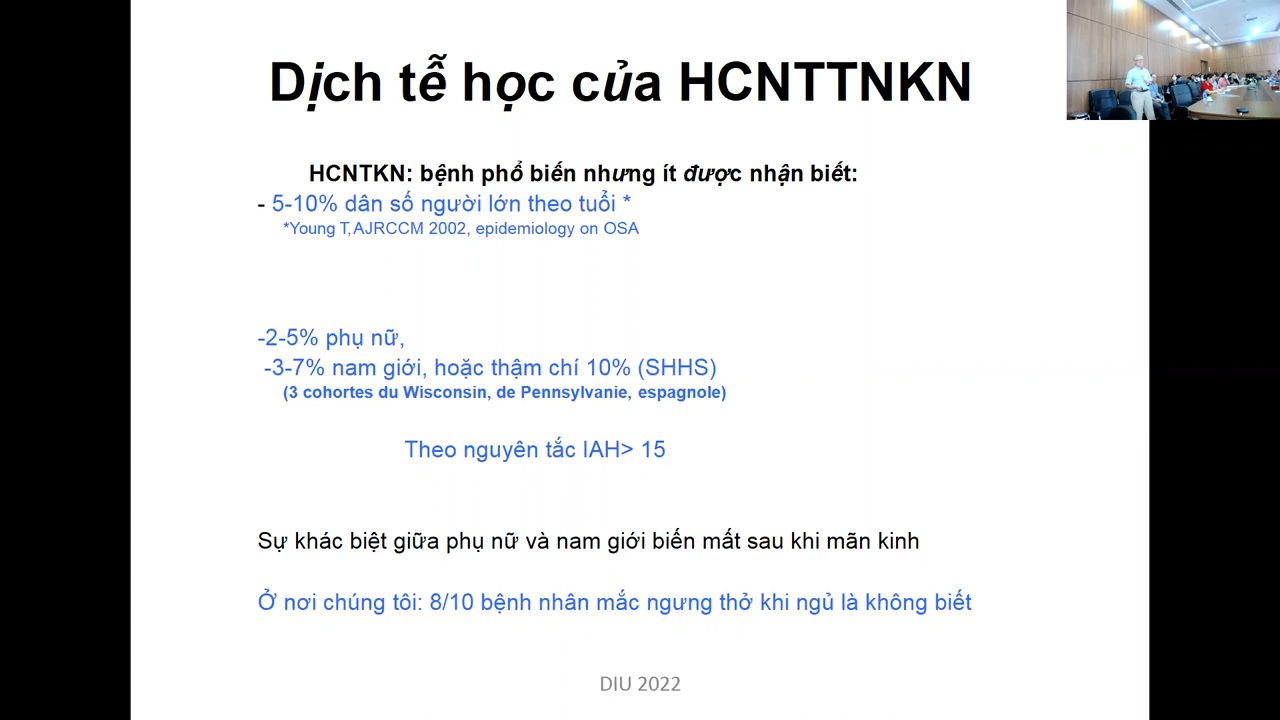 Dịch tễ học của HCNTTNKN
HCNTKN: bệnh phổ biến nhưng ít được nhận biết:
- 5-10% dân số người lớn theo tuổi *
*Young T,AJRCCM 2002, epidemiology on OSA
-2-5% phụ nữ,
-3-7% nam giới, hoặc thậm chí 10% (SHHS)
(3 cohortes du Wisconsin, de Pennsylvanie, espagnole)
Theo nguyên tắc IAH> 15
Sự khác biệt giữa phụ nữ và nam giới biến mất sau khi mãn kinh
Ở nơi chúng tôi: 8/10 bệnh nhân mắc ngưng thở khi ngủ là không biết
DIU 2022